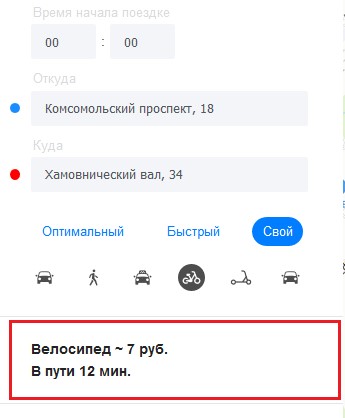 Время начала поездке
00 : 00
Откуда
Комсомольский проспект, 18
Куда
Хамовнический вал, 34
Оптимальный Быстрый Свой
Велосипед ~ 7 руб.
В пути 12 мин.